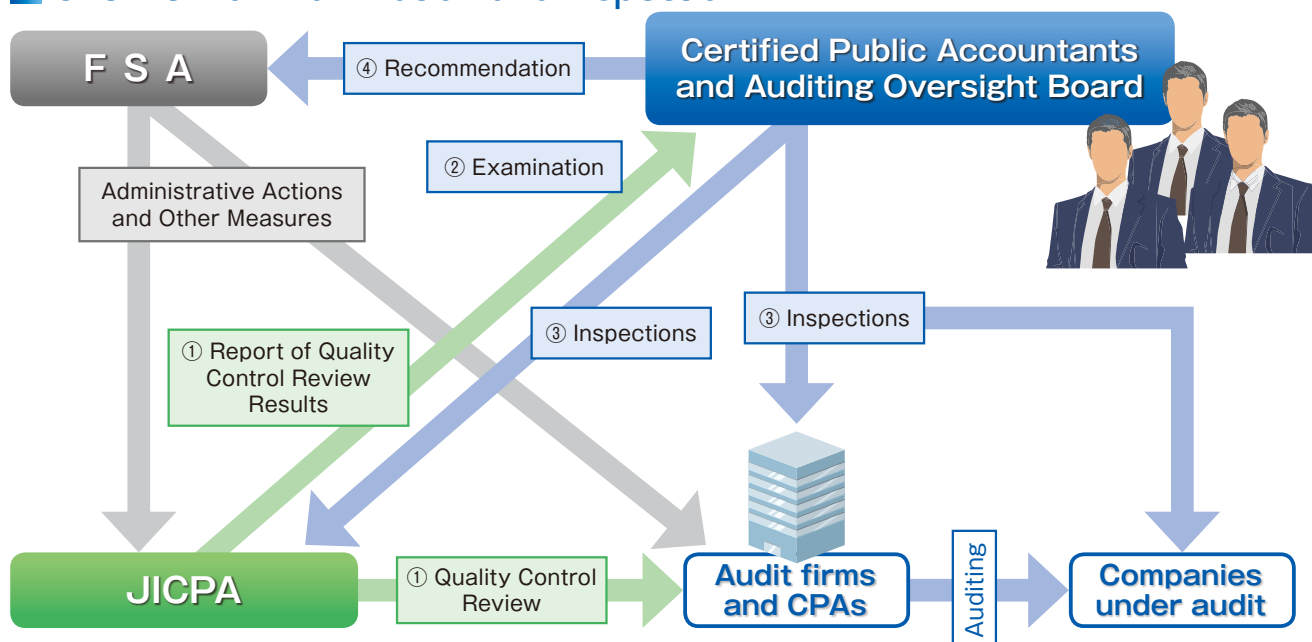 F S A
④ Recommendation
Certified Public Accountants
and Auditing Oversight Board
② Examination
Administrative Actions
and Other Measures
③ Inspections
③ Inspections
① Report of Quality
Control Review
Results
JICPA
① Quality Control
Review
Audit firms
and CPAs
Auditing
Companies
under audit